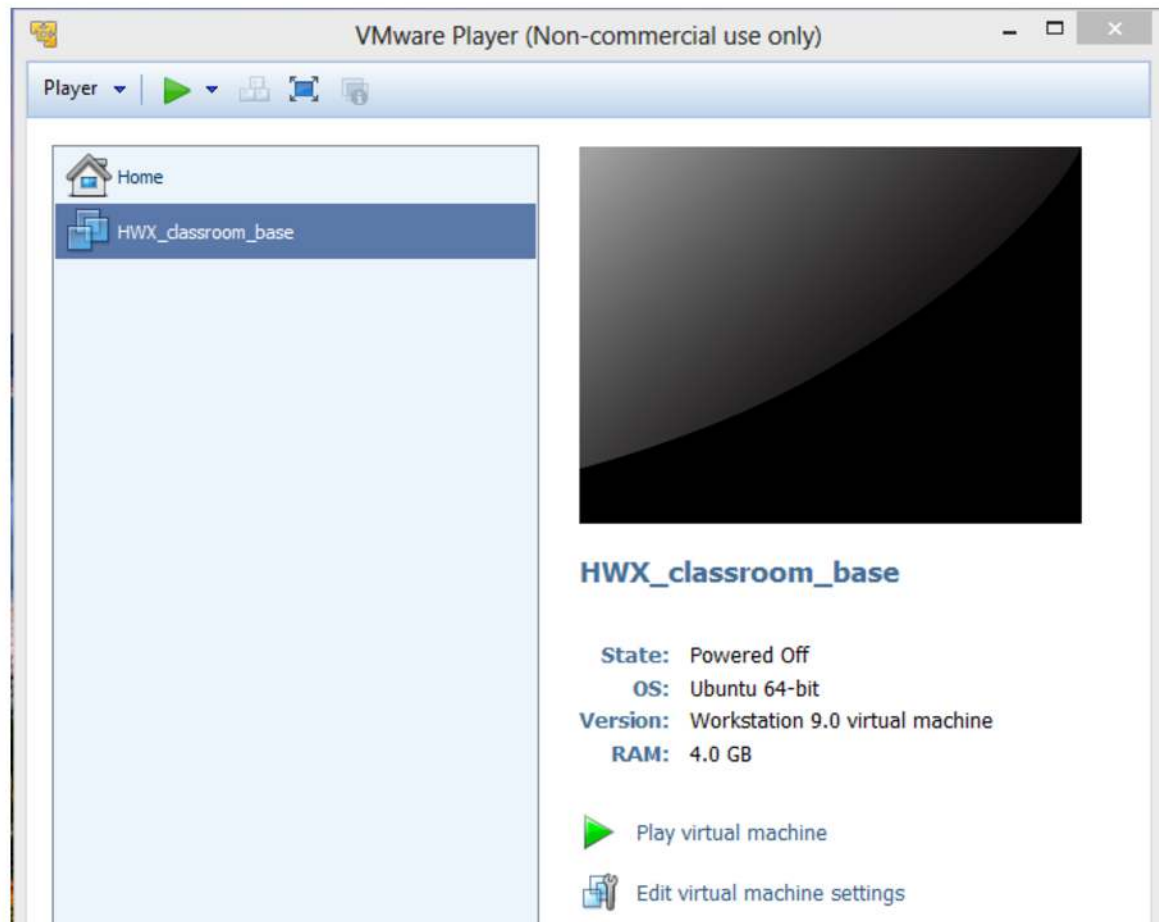 VMware Player (Non-commercial use only)
Player
Home
HWX_classroom_base
HWX_classroom_base
State: Powered Off
OS: Ubuntu 64-bit
Version: Workstation 9.0 virtual machine
RAM: 4.0 GB
Play virtual machine
Edit virtual machine settings